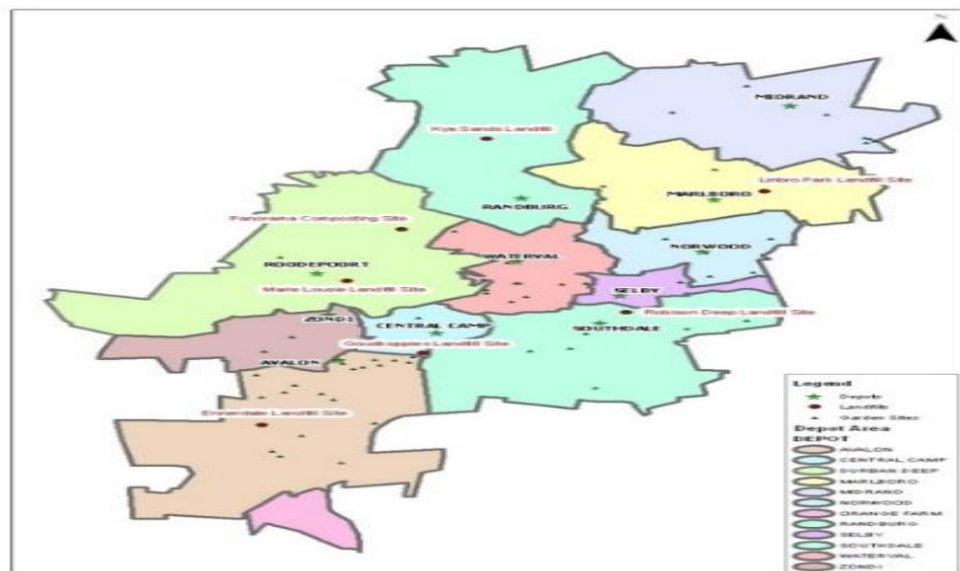 N
MIDRAND
Kya Sands Landfill
Linbro Park Landfill Site
MARLBORO
RANDBURG
Panorama Composting Site
NORWOOD
WATERVAL
ROODEPOORT
Marie Louise Landfill Site
SELBY
Robison Deep Landfill Site
ZONDI
CENTRAL CAMP
SOUTHDALE
Goudkoppies Landfill Site
AVALON
Ennerdale Landfill Site
Legend
Depots
Landfills
Garden Sites
Depot Area
DEPOT
AVALON
CENTRAL CAMP
DURBAN DEEP
MARLBORO
MIDRAND
NORWOOD
ORANGE FARM
RANDBURG
SELBY
SOUTHDALE
WATERVAL
ZONDI